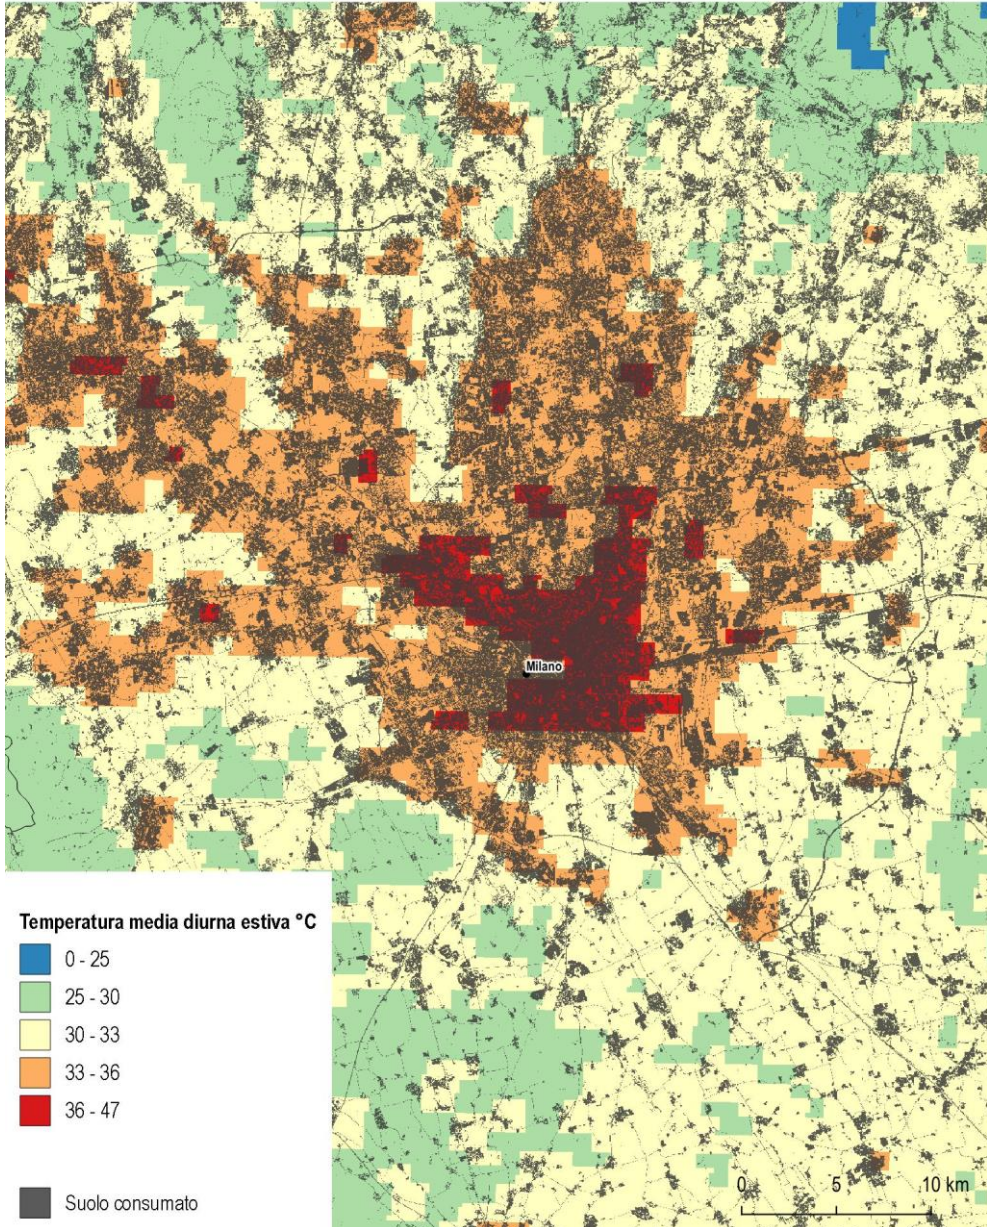 Milano
Temperatura media diurna estiva °C
0 - 25
25 - 30
30 - 33
33 - 36
36 - 47
Suolo consumato
0 5 10 km